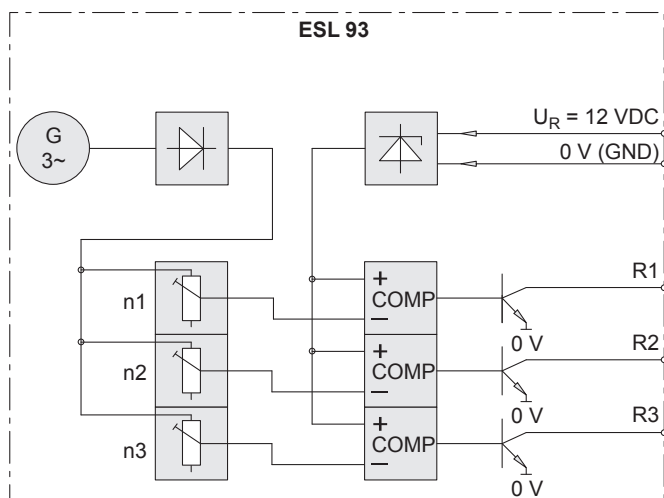 ESL 93
G
3~
U_R = 12 VDC
0 V (GND)
n1
+
COMP
–
R1
0 V
n2
+
COMP
–
R2
0 V
n3
+
COMP
–
R3
0 V